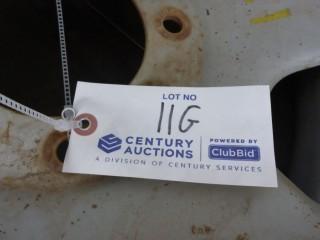 LOT NO
11G
CENTURY AUCTIONS
POWERED BY
ClubBid
A DIVISION OF CENTURY SERVICES